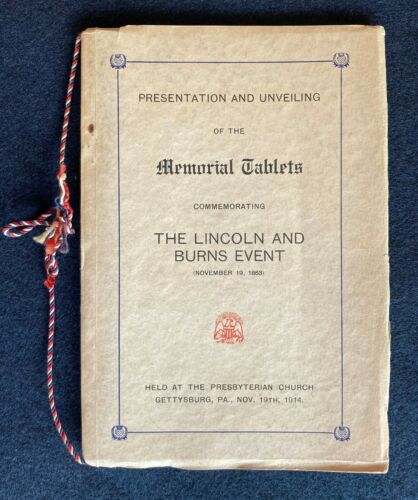 PRESENTATION AND UNVEILING
OF THE
Memorial Tablets
COMMEMORATING
THE LINCOLN AND
BURNS EVENT
(NOVEMBER 19, 1863)
HELD AT THE PRESBYTERIAN CHURCH
GETTYSBURG, PA., NOV. 19TH, 1914.